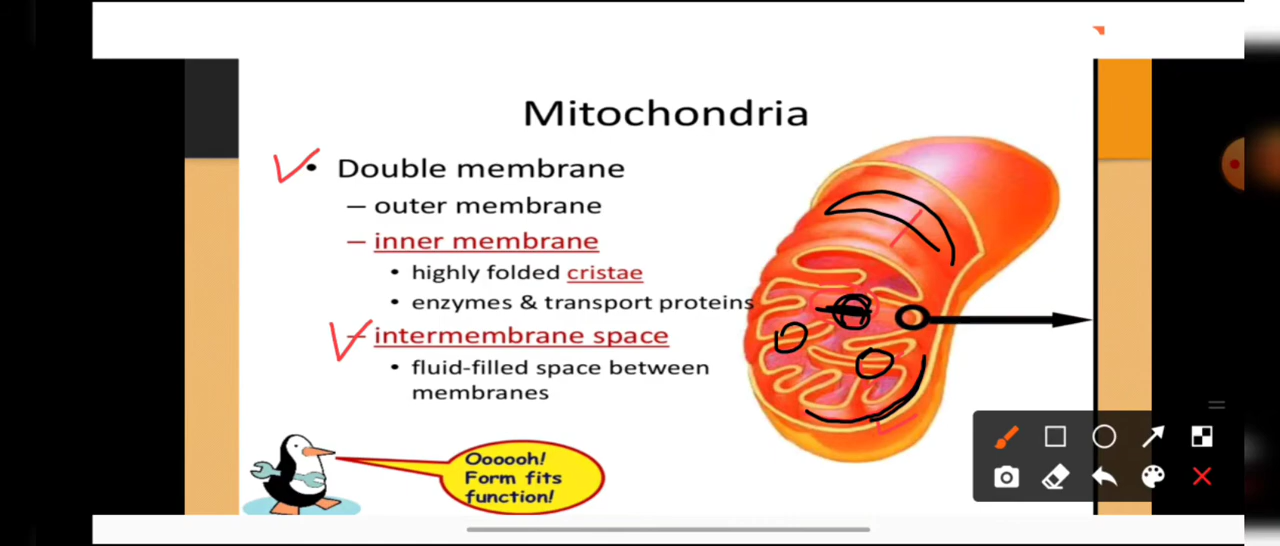 Mitochondria
• Double membrane
– outer membrane
– inner membrane
• highly folded cristae
• enzymes & transport proteins
– intermembrane space
• fluid-filled space between
membranes
Oooooh!
Form fits
function!